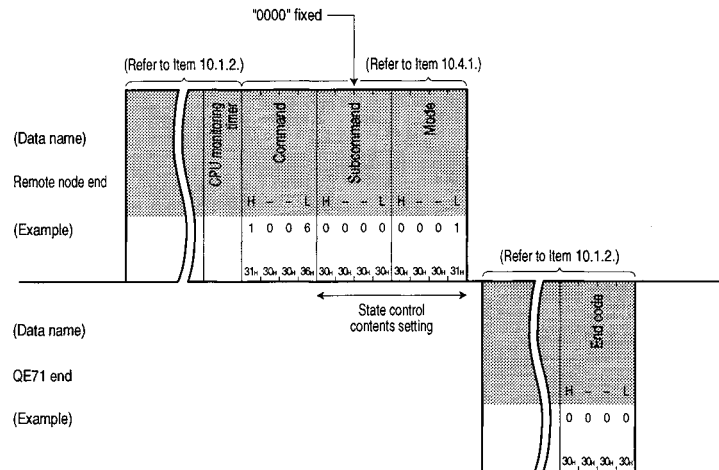 "0000" fixed
(Refer to Item 10.1.2.)
(Refer to Item 10.4.1.)
(Data name)
CPU monitoring timer
Command
Subcommand
Mode
Remote node end
H - - L H - - L H - - L
(Example)
1 0 0 6 0 0 0 0 0 0 0 1
31H 30H 30H 36H 30H 30H 30H 30H 30H 30H 30H 31H
(Refer to Item 10.1.2.)
State control
contents setting
(Data name)
End code
QE71 end
H - - L
(Example)
0 0 0 0
30H 30H 30H 30H